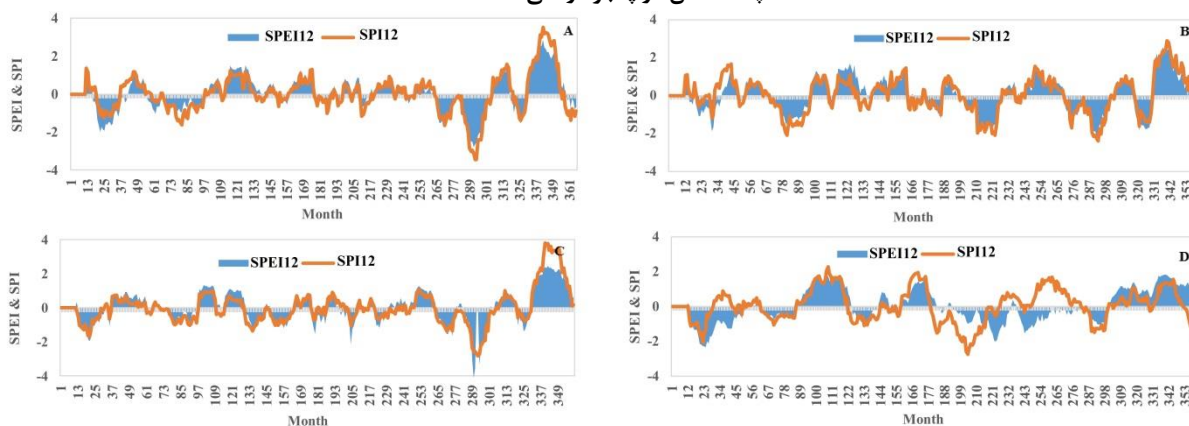 SPEI & SPI
4
2
0
-2
-4
SPEI12 SPI12
A
1 13 25 37 49 61 73 85 97 109 121 133 145 157 169 181 193 205 217 229 241 253 265 277 289 301 313 325 337 349 361
Month
SPEI & SPI
4
2
0
-2
-4
SPEI12 SPI12
B
1 12 23 34 45 56 67 78 89 100 111 122 133 144 155 166 177 188 199 210 221 232 243 254 265 276 287 298 309 320 331 342 353
Month
SPEI & SPI
4
2
0
-2
-4
SPEI12 SPI12
C
1 13 25 37 49 61 73 85 97 109 121 133 145 157 169 181 193 205 217 229 241 253 265 277 289 301 313 325 337 349
Month
SPEI & SPI
4
2
0
-2
-4
SPEI12 SPI12
D
1 12 23 34 45 56 67 78 89 100 111 122 133 144 155 166 177 188 199 210 221 232 243 254 265 276 287 298 309 320 331 342 353
Month